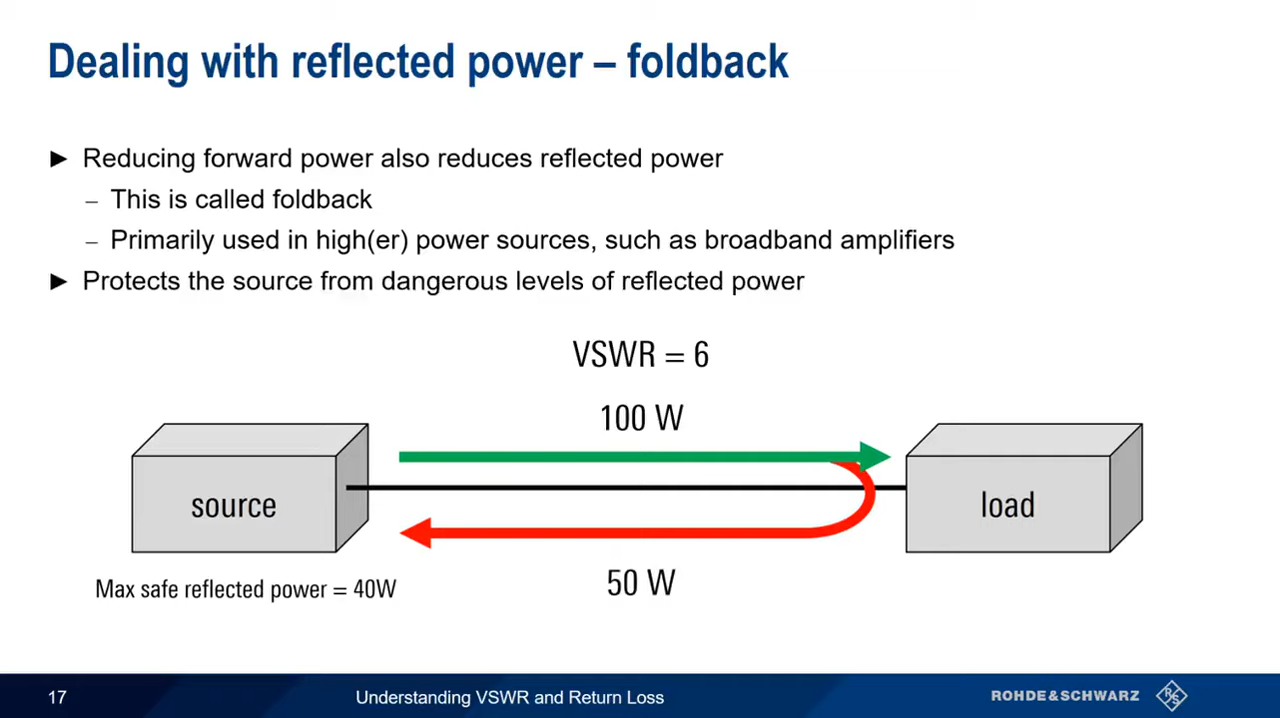 Dealing with reflected power – foldback
► Reducing forward power also reduces reflected power
– This is called foldback
– Primarily used in high(er) power sources, such as broadband amplifiers
► Protects the source from dangerous levels of reflected power
VSWR = 6
100 W
source
load
50 W
Max safe reflected power = 40W
17
Understanding VSWR and Return Loss
ROHDE&SCHWARZ
R&S